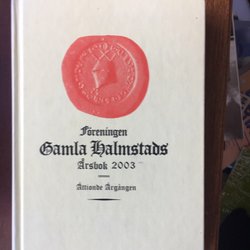 Föreningen
Gamla Halmstads
Årsbok 2003
Åttionde Årgången